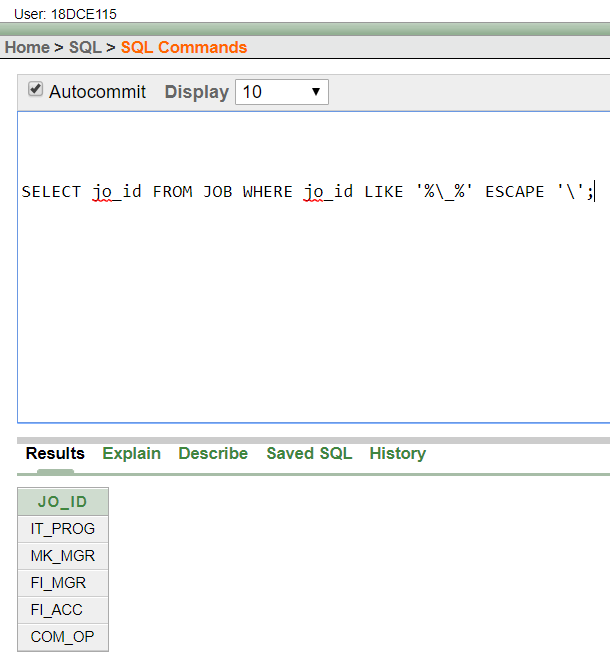 User: 18DCE115
Home > SQL > SQL Commands
Autocommit Display 10
SELECT jo_id FROM JOB WHERE jo_id LIKE '%\_%' ESCAPE '\';
Results Explain Describe Saved SQL History
JO_ID
IT_PROG
MK_MGR
FI_MGR
FI_ACC
COM_OP